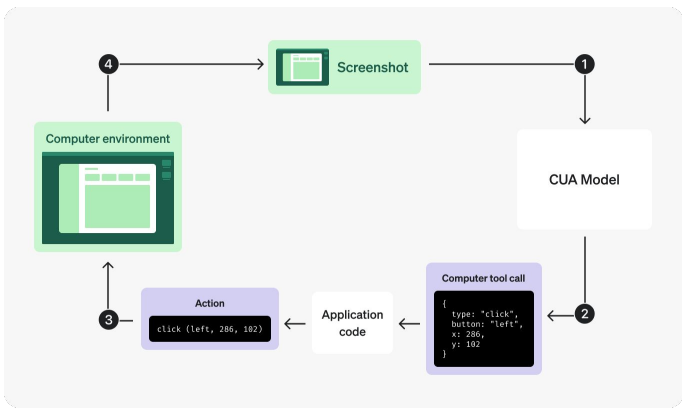 4
Screenshot
1
Computer environment
CUA Model
Computer tool call
{
  type: "click",
  button: "left",
  x: 286,
  y: 102
}
2
Application
code
Action
click (left, 286, 102)
3